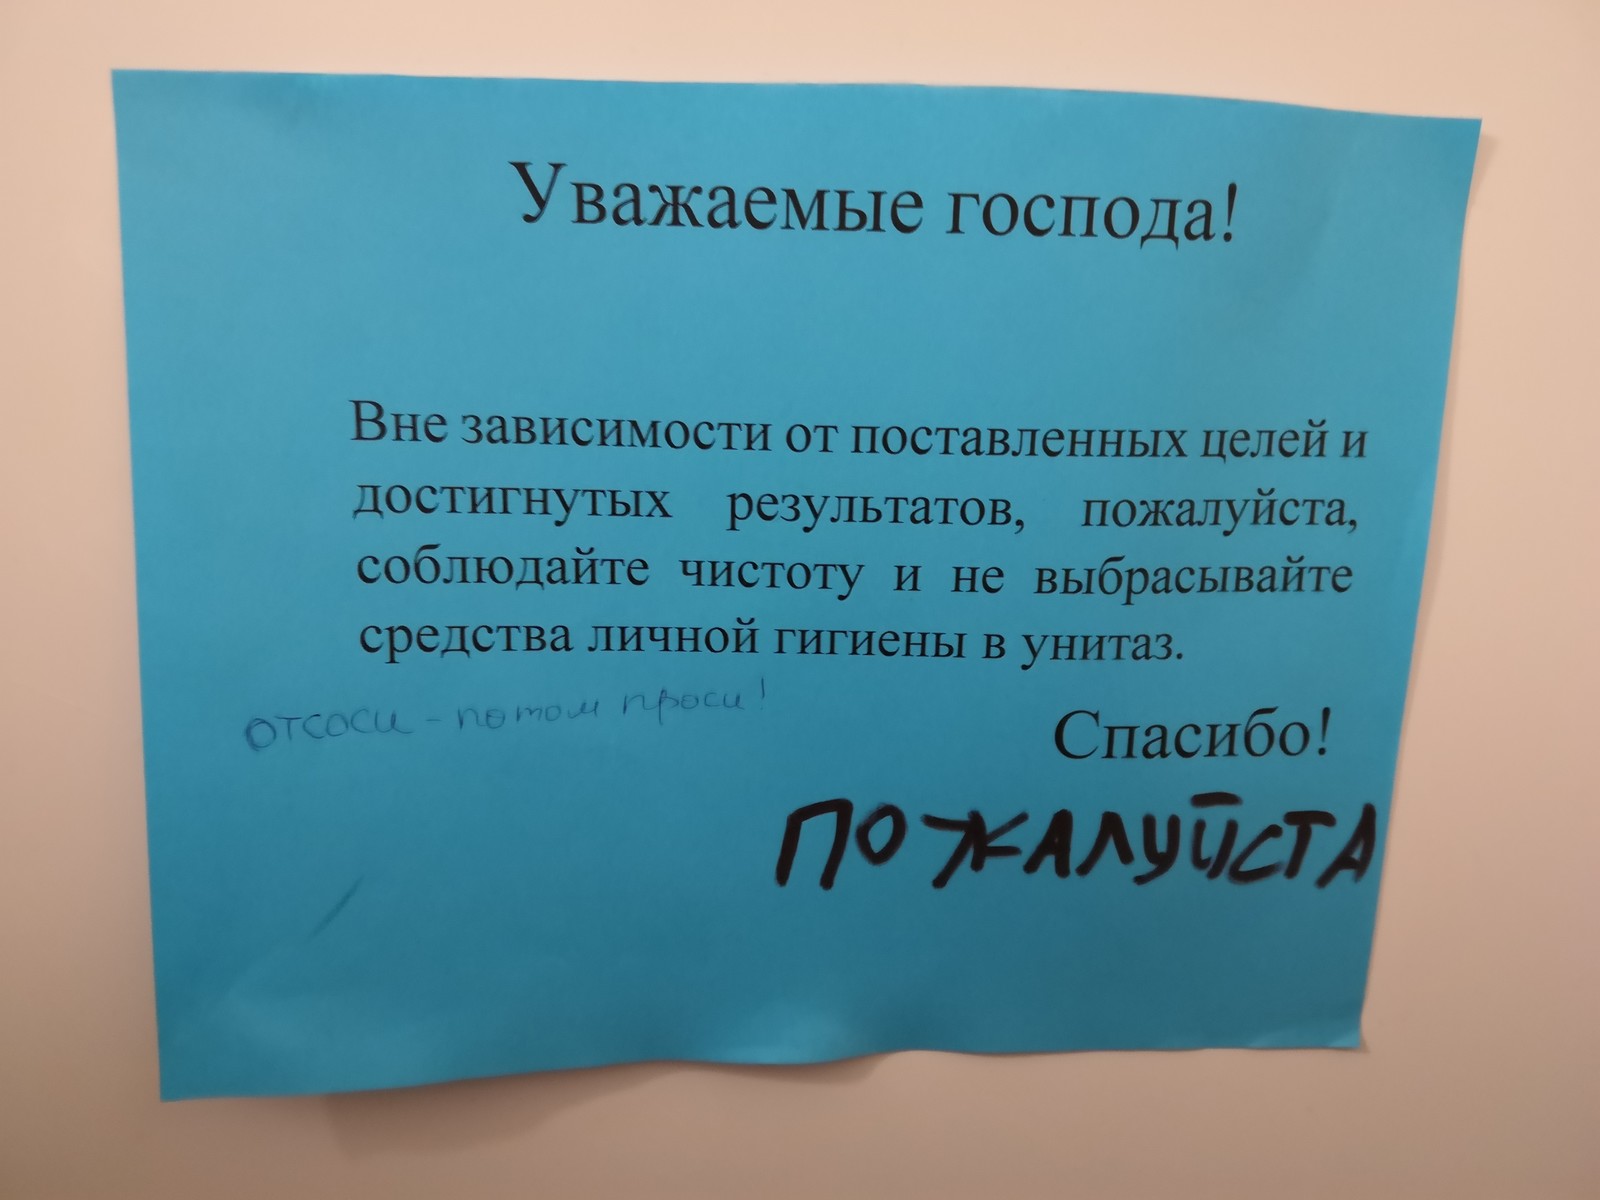 Уважаемые господа!
Вне зависимости от поставленных целей и
достигнутых результатов, пожалуйста,
соблюдайте чистоту и не выбрасывайте
средства личной гигиены в унитаз.
отсоси - потом проси!
Спасибо!
ПОЖАЛУЙСТА